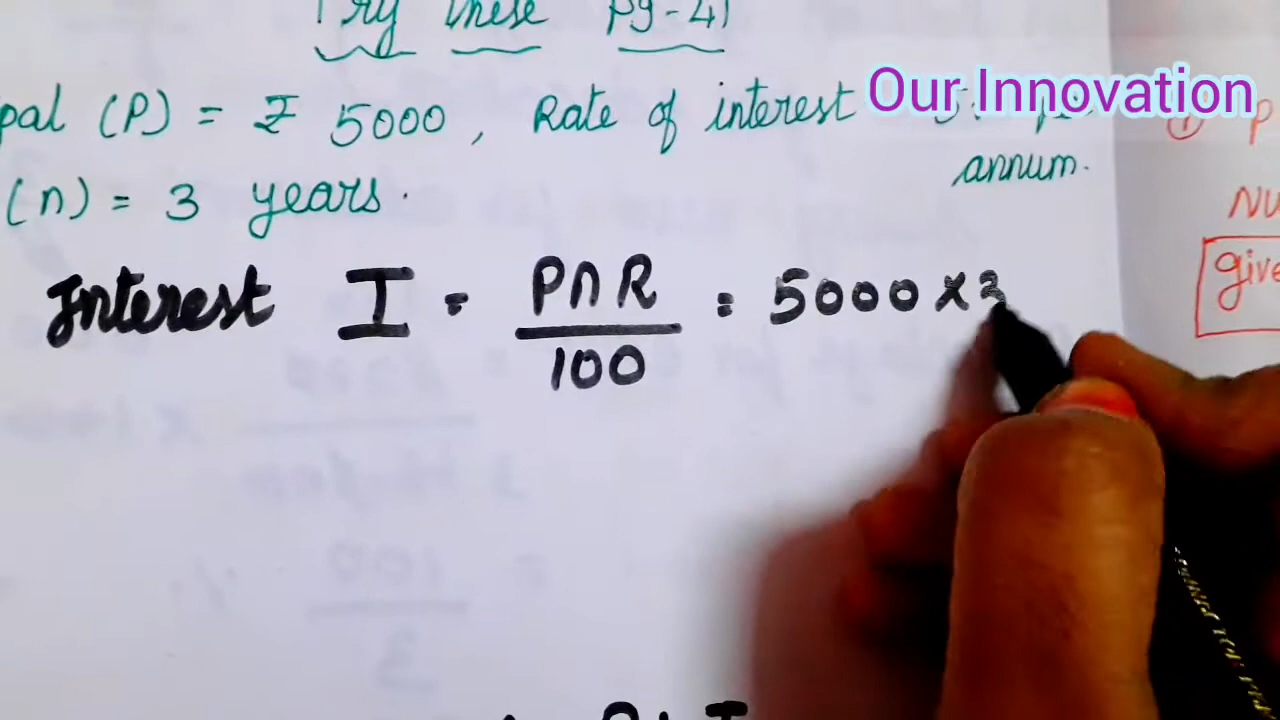 Try These Pg-41
pal (P) = ₹ 5000, Rate of interest
Our Innovation
annum.
(n) = 3 years.
Interest I = PnR / 100 = 5000 × 3
give